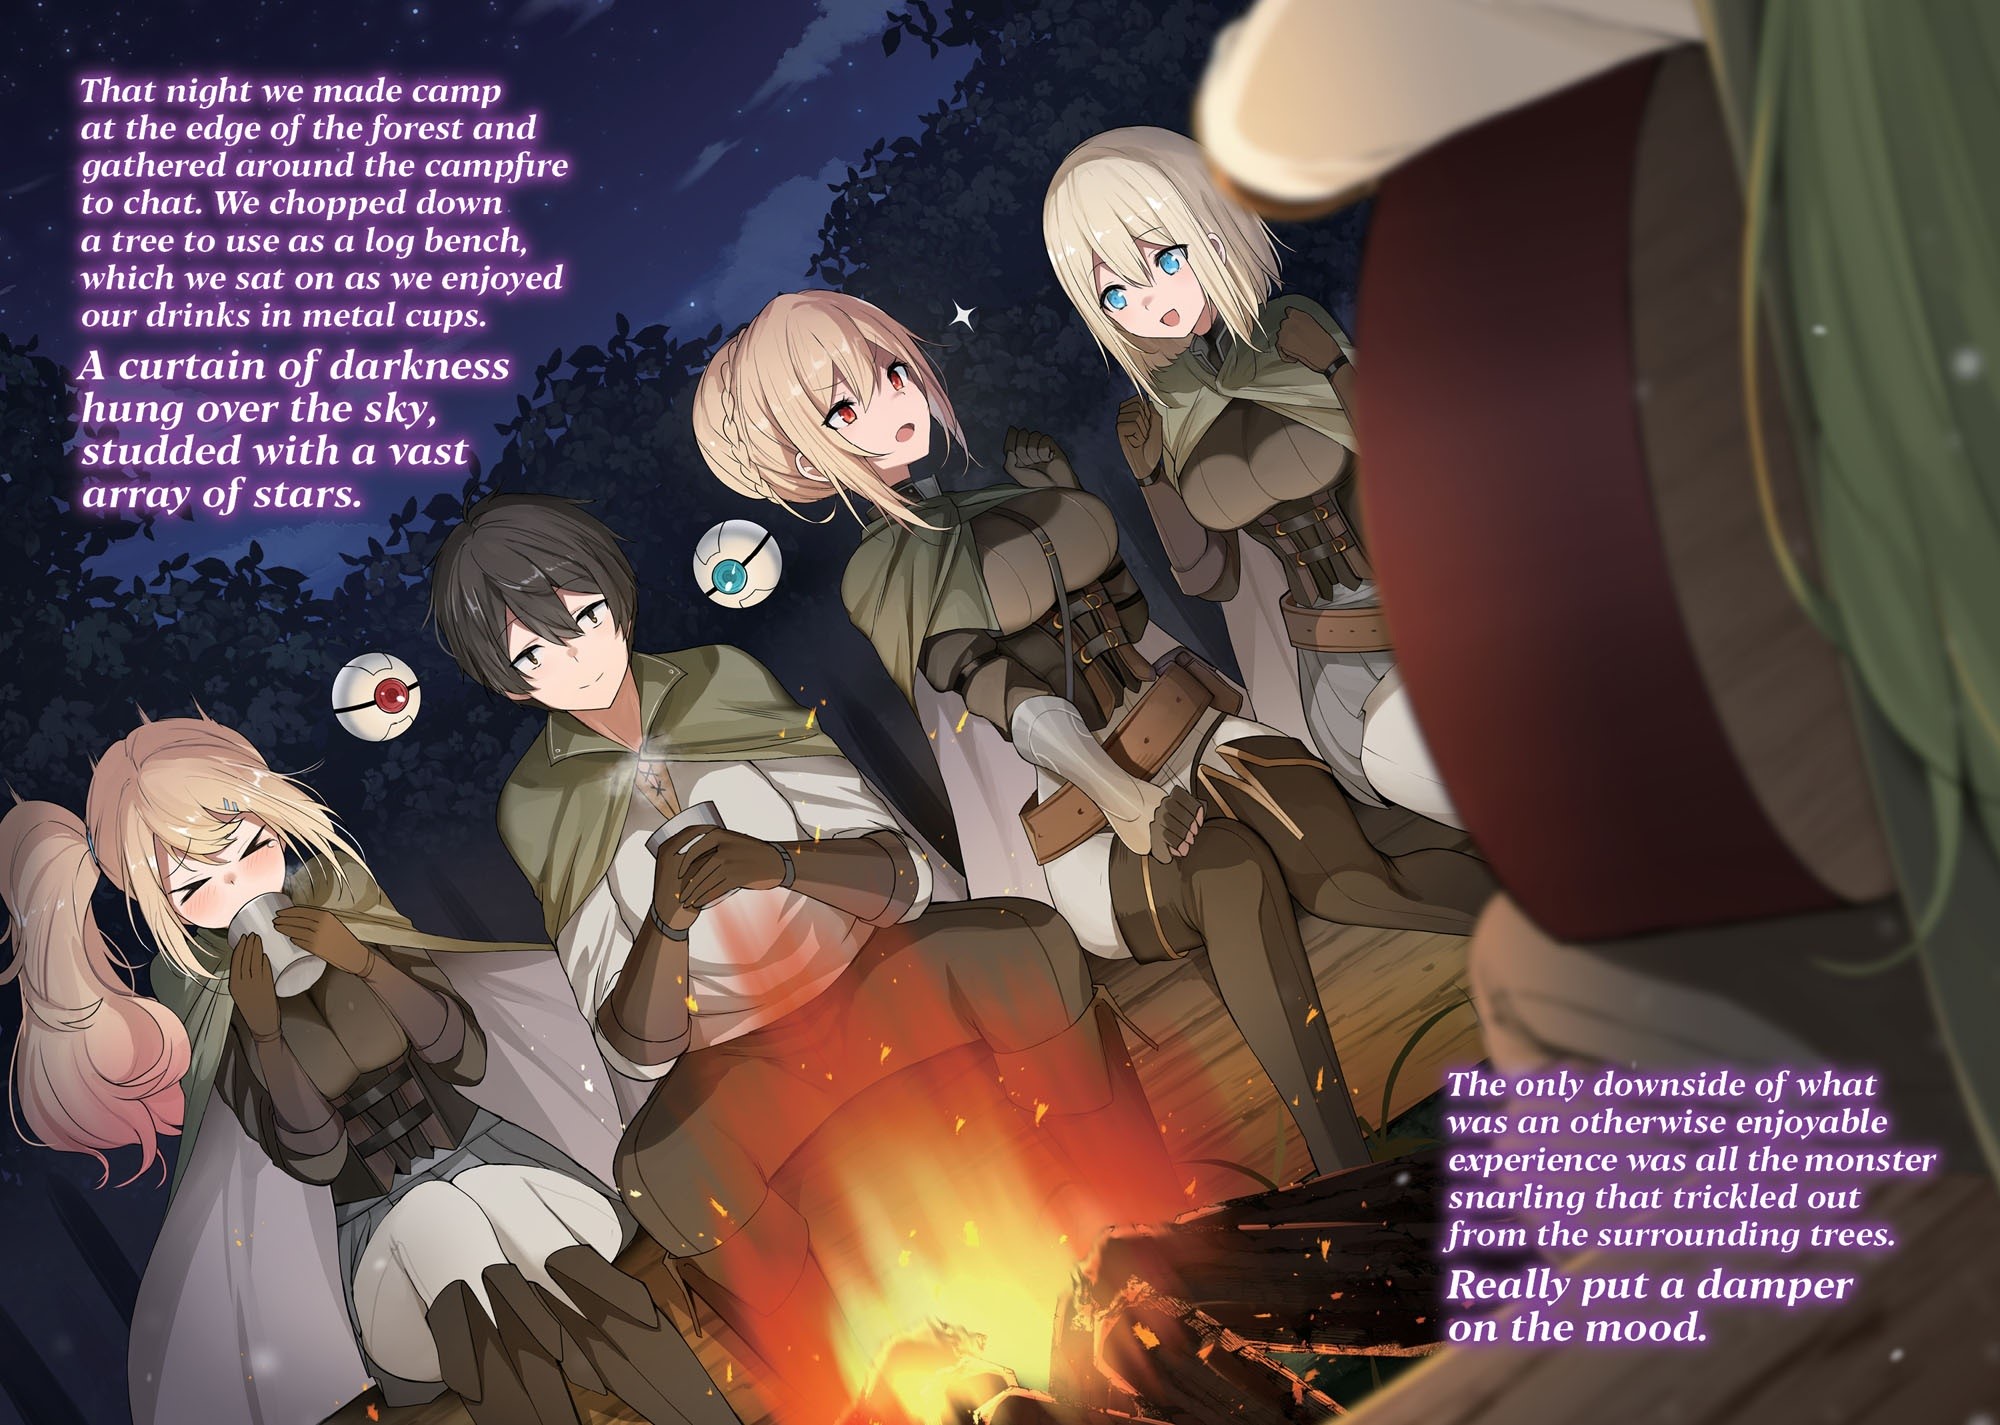 That night we made camp
at the edge of the forest and
gathered around the campfire
to chat. We chopped down
a tree to use as a log bench,
which we sat on as we enjoyed
our drinks in metal cups.
A curtain of darkness
hung over the sky,
studded with a vast
array of stars.
The only downside of what
was an otherwise enjoyable
experience was all the monster
snarling that trickled out
from the surrounding trees.
Really put a damper
on the mood.